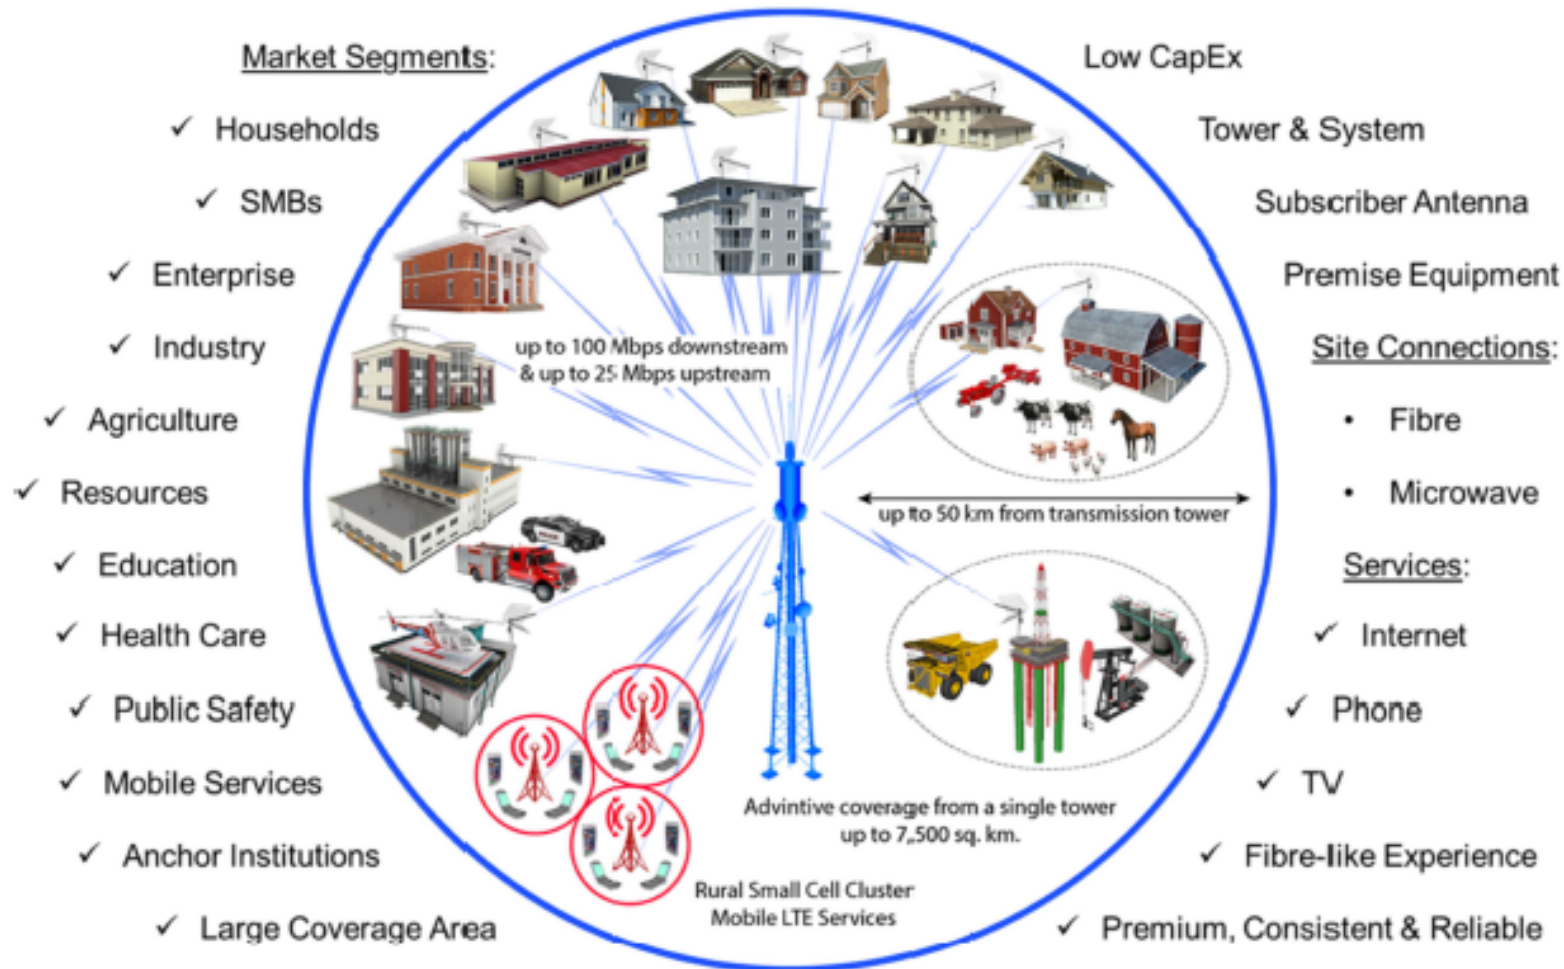 Market Segments:
✓ Households
✓ SMBs
✓ Enterprise
✓ Industry
✓ Agriculture
✓ Resources
✓ Education
✓ Health Care
✓ Public Safety
✓ Mobile Services
✓ Anchor Institutions
✓ Large Coverage Area
up to 100 Mbps downstream
& up to 25 Mbps upstream
up to 50 km from transmission tower
Advintive coverage from a single tower
up to 7,500 sq. km.
Rural Small Cell Cluster
Mobile LTE Services
Low CapEx
Tower & System
Subscriber Antenna
Premise Equipment
Site Connections:
• Fibre
• Microwave
Services:
✓ Internet
✓ Phone
✓ TV
✓ Fibre-like Experience
✓ Premium, Consistent & Reliable